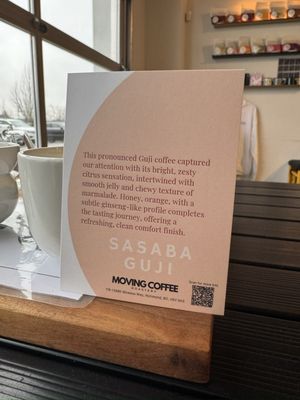 This pronounced Guji coffee captured
our attention with its bright, zesty
citrus sensation, intertwined with
smooth jelly and chewy texture of
marmalade. Honey, orange, with a
subtle ginseng-like profile completes
the tasting journey, offering a
refreshing, clean comfort finish.
SASABA
GUJI
MOVING COFFEE
ROASTERS